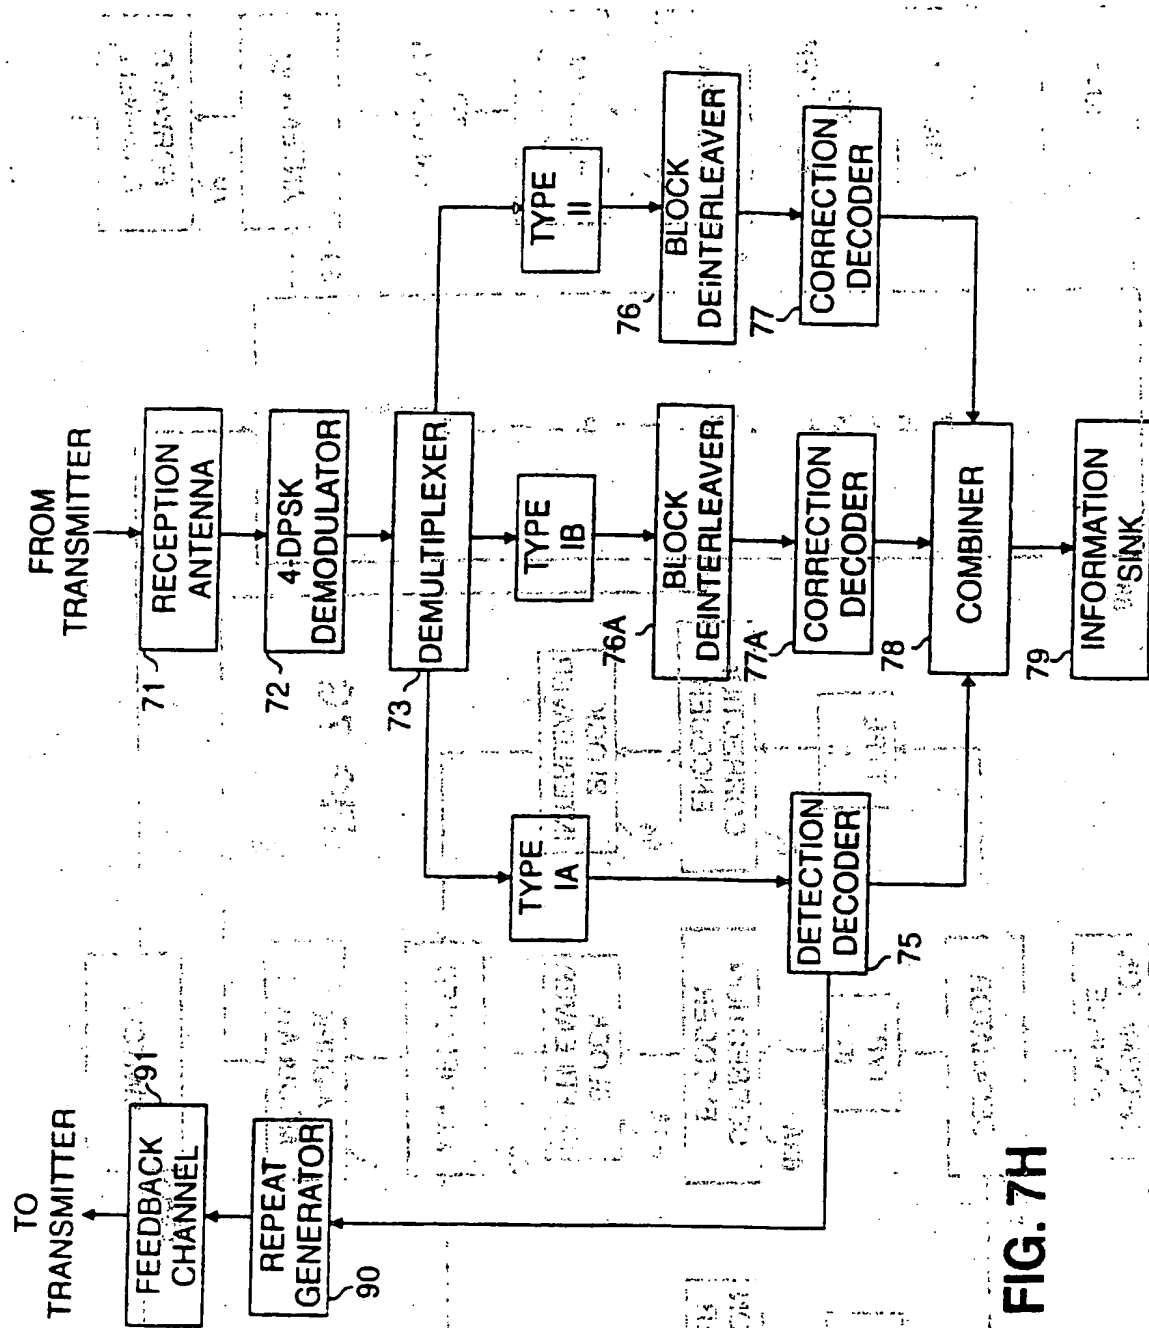 FROM
TRANSMITTER
RECEPTION
ANTENNA
71
4-DPSK
DEMODULATOR
72
DEMULTIPLEXER
73
TYPE
IA
TYPE
IB
TYPE
II
BLOCK
DEINTERLEAVER
76A
BLOCK
DEINTERLEAVER
76
DETECTION
DECODER
75
CORRECTION
DECODER
77A
CORRECTION
DECODER
77
COMBINER
78
INFORMATION
SINK
79
TO
TRANSMITTER
FEEDBACK
CHANNEL
91
REPEAT
GENERATOR
90
FIG. 7H